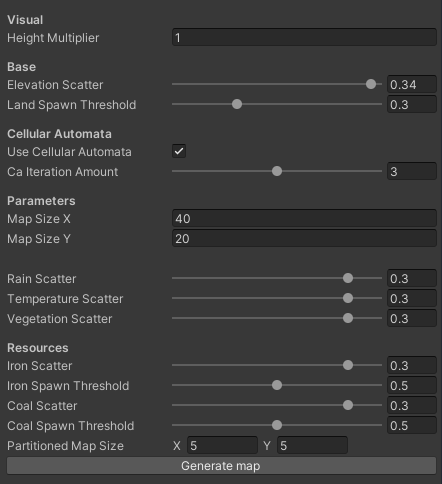 Visual
Height Multiplier 1
Base
Elevation Scatter 0.34
Land Spawn Threshold 0.3
Cellular Automata
Use Cellular Automata
Ca Iteration Amount 3
Parameters
Map Size X 40
Map Size Y 20
Rain Scatter 0.3
Temperature Scatter 0.3
Vegetation Scatter 0.3
Resources
Iron Scatter 0.3
Iron Spawn Threshold 0.5
Coal Scatter 0.3
Coal Spawn Threshold 0.5
Partitioned Map Size X 5 Y 5
Generate map